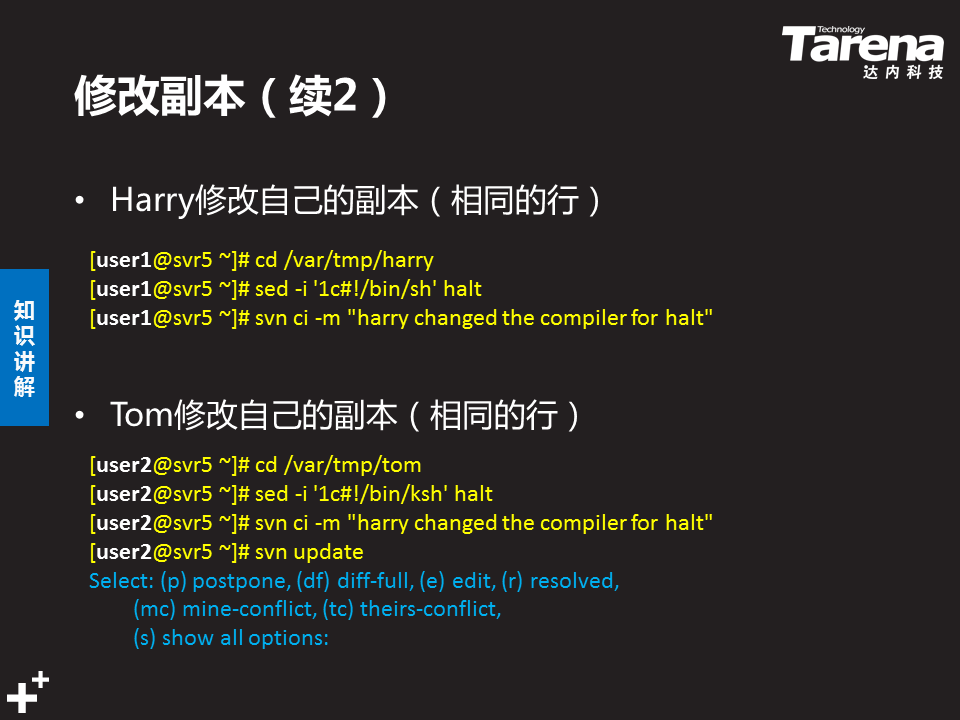 Technology
Tarena
达内科技
修改副本（续2）
• Harry修改自己的副本（相同的行）
[user1@svr5 ~]# cd /var/tmp/harry
[user1@svr5 ~]# sed -i '1c#!/bin/sh' halt
[user1@svr5 ~]# svn ci -m "harry changed the compiler for halt"
知识讲解
• Tom修改自己的副本（相同的行）
[user2@svr5 ~]# cd /var/tmp/tom
[user2@svr5 ~]# sed -i '1c#!/bin/ksh' halt
[user2@svr5 ~]# svn ci -m "harry changed the compiler for halt"
[user2@svr5 ~]# svn update
Select: (p) postpone, (df) diff-full, (e) edit, (r) resolved,
(mc) mine-conflict, (tc) theirs-conflict,
(s) show all options: